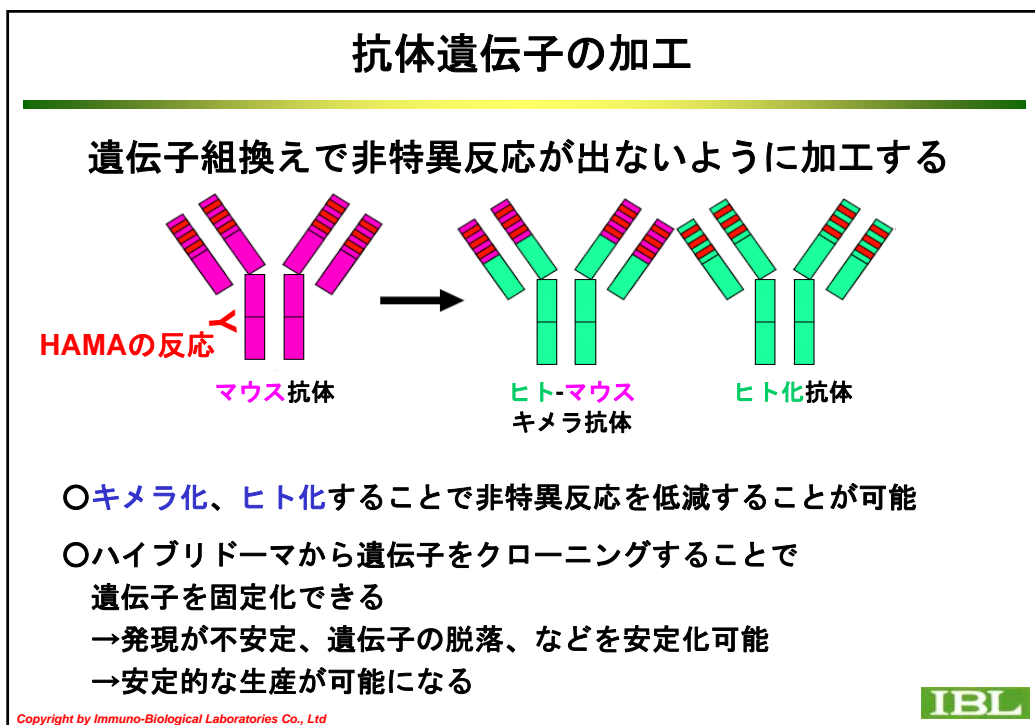 抗体遺伝子の加工
遺伝子組換えで非特異反応が出ないように加工する
HAMAの反応
マウス抗体
ヒト-マウス
キメラ抗体
ヒト化抗体
○キメラ化、ヒト化することで非特異反応を低減することが可能
○ハイブリドーマから遺伝子をクローニングすることで
遺伝子を固定化できる
→発現が不安定、遺伝子の脱落、などを安定化可能
→安定的な生産が可能になる
Copyright by Immuno-Biological Laboratories Co., Ltd
IBL